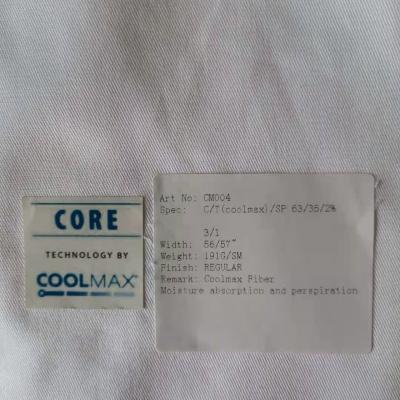 CORE
TECHNOLOGY BY
COOLMAX
Art No: CM004
Spec: C/T(coolmax)/SP 63/35/2%
3/1
Width: 56/57"
Weight: 191G/SM
Finish: REGULAR
Remark: Coolmax Fiber
Moisture absorption and perspiration